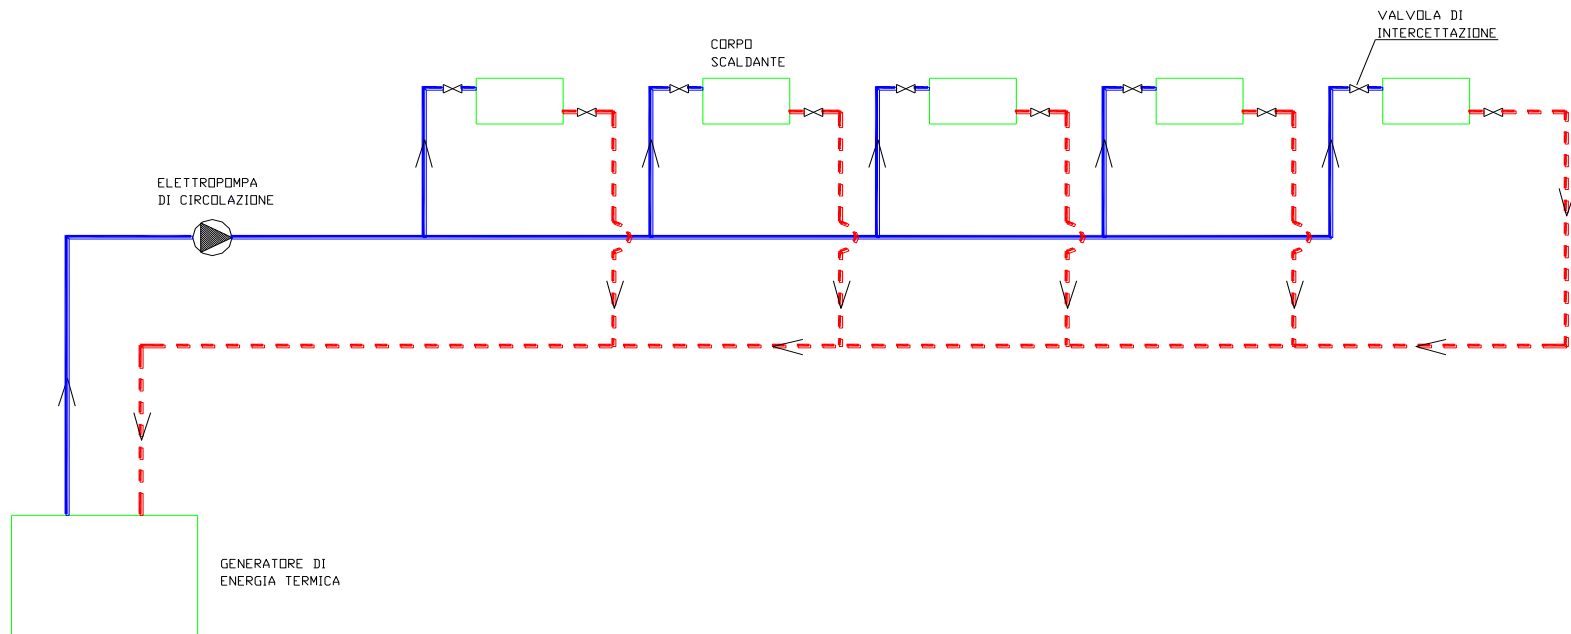 VALVOLA DI
INTERCETTAZIONE
CORPO
SCALDANTE
ELETTROPOMPA
DI CIRCOLAZIONE
GENERATORE DI
ENERGIA TERMICA